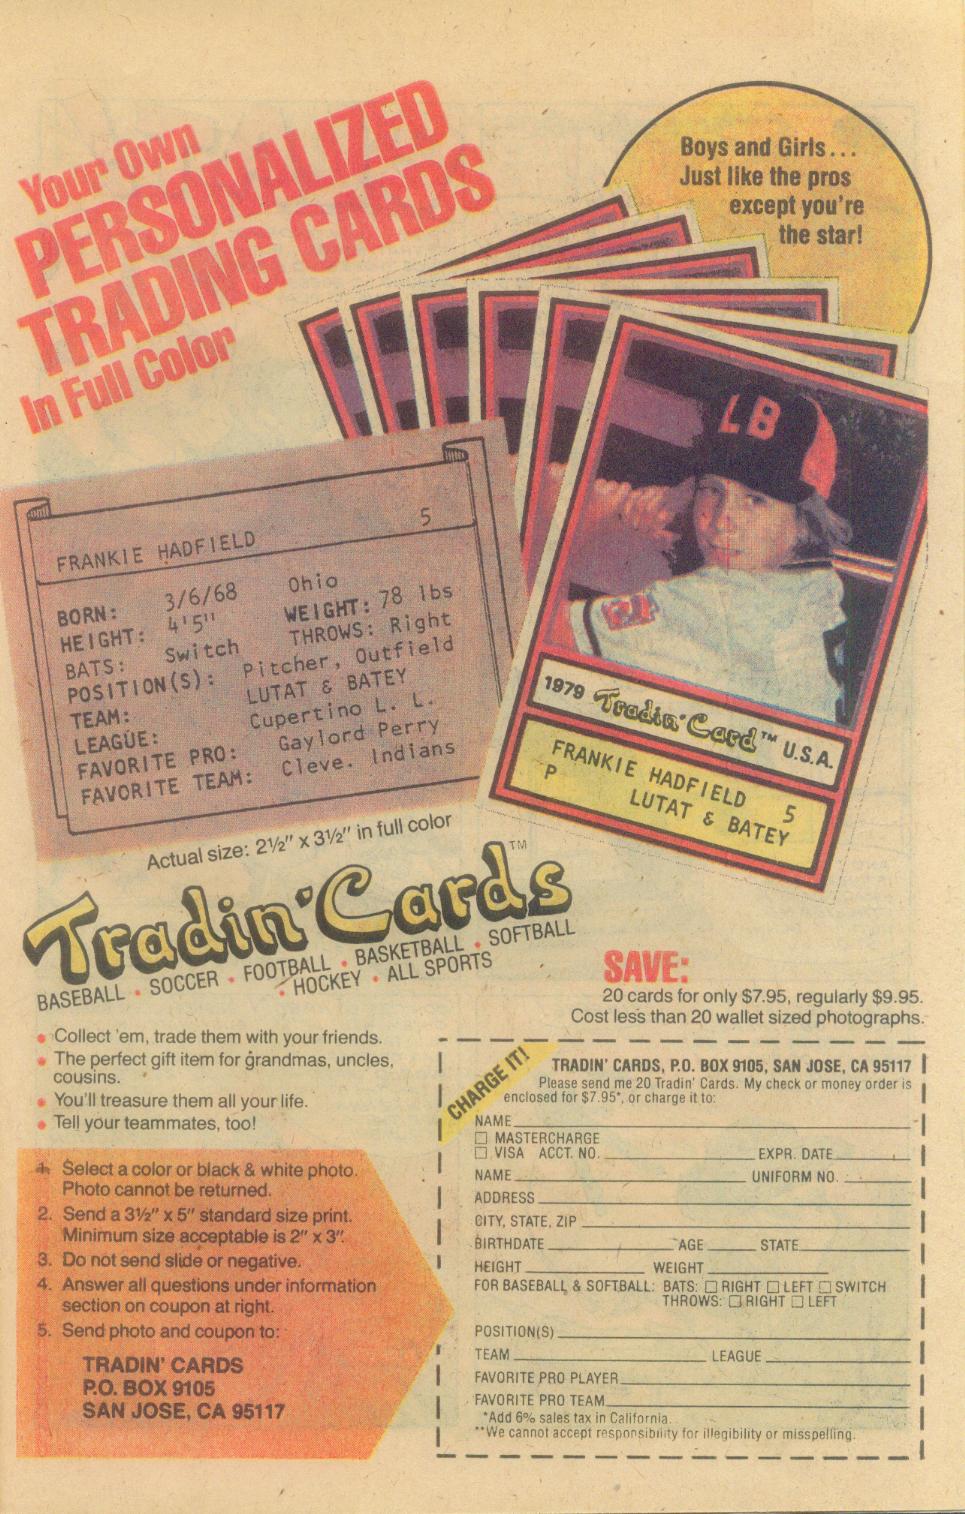 Your Own
PERSONALIZED
TRADING CARDS
In Full Color
Boys and Girls...
Just like the pros
except you're
the star!
LB
FRANKIE HADFIELD 5
BORN: 3/6/68 Ohio
HEIGHT: 4'5" WEIGHT: 78 lbs
BATS: Switch THROWS: Right
POSITION(S): Pitcher, Outfield
TEAM: LUTAT & BATEY
LEAGUE: Cupertino L. L.
FAVORITE PRO: Gaylord Perry
FAVORITE TEAM: Cleve. Indians
1979 Tradin' Card™ U.S.A.
FRANKIE HADFIELD 5
P LUTAT & BATEY
Actual size: 2½" x 3½" in full color
Tradin' Cards™
BASEBALL • SOCCER • FOOTBALL • BASKETBALL • SOFTBALL
• HOCKEY • ALL SPORTS
SAVE:
20 cards for only $7.95, regularly $9.95.
Cost less than 20 wallet sized photographs.
• Collect 'em, trade them with your friends.
• The perfect gift item for grandmas, uncles,
cousins.
• You'll treasure them all your life.
• Tell your teammates, too!
1. Select a color or black & white photo.
Photo cannot be returned.
2. Send a 3½" x 5" standard size print.
Minimum size acceptable is 2" x 3".
3. Do not send slide or negative.
4. Answer all questions under information
section on coupon at right.
5. Send photo and coupon to:
TRADIN' CARDS
P.O. BOX 9105
SAN JOSE, CA 95117
CHARGE IT!
TRADIN' CARDS, P.O. BOX 9105, SAN JOSE, CA 95117
Please send me 20 Tradin' Cards. My check or money order is
enclosed for $7.95*, or charge it to:
NAME
☐ MASTERCHARGE
☐ VISA ACCT. NO. EXPR. DATE
NAME UNIFORM NO.
ADDRESS
CITY, STATE, ZIP
BIRTHDATE AGE STATE
HEIGHT WEIGHT
FOR BASEBALL & SOFTBALL: BATS: ☐ RIGHT ☐ LEFT ☐ SWITCH
THROWS: ☐ RIGHT ☐ LEFT
POSITION(S)
TEAM LEAGUE
FAVORITE PRO PLAYER
FAVORITE PRO TEAM
*Add 6% sales tax in California.
**We cannot accept responsibility for illegibility or misspelling.